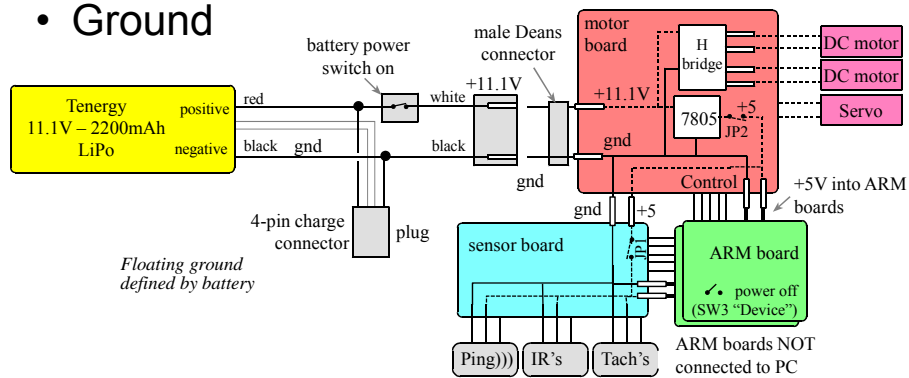 • Ground
battery power
switch on
male Deans
connector
motor
board
H
bridge
DC motor
DC motor
Servo
Tenergy
11.1V – 2200mAh
LiPo
positive
negative
red
white
+11.1V
+11.1V
7805
+5
JP2
black
gnd
black
gnd
gnd
Control
+5V into ARM
boards
4-pin charge
connector
plug
gnd
+5
sensor board
JP1
ARM board
power off
(SW3 “Device”)
Floating ground
defined by battery
Ping)))
IR's
Tach's
ARM boards NOT
connected to PC